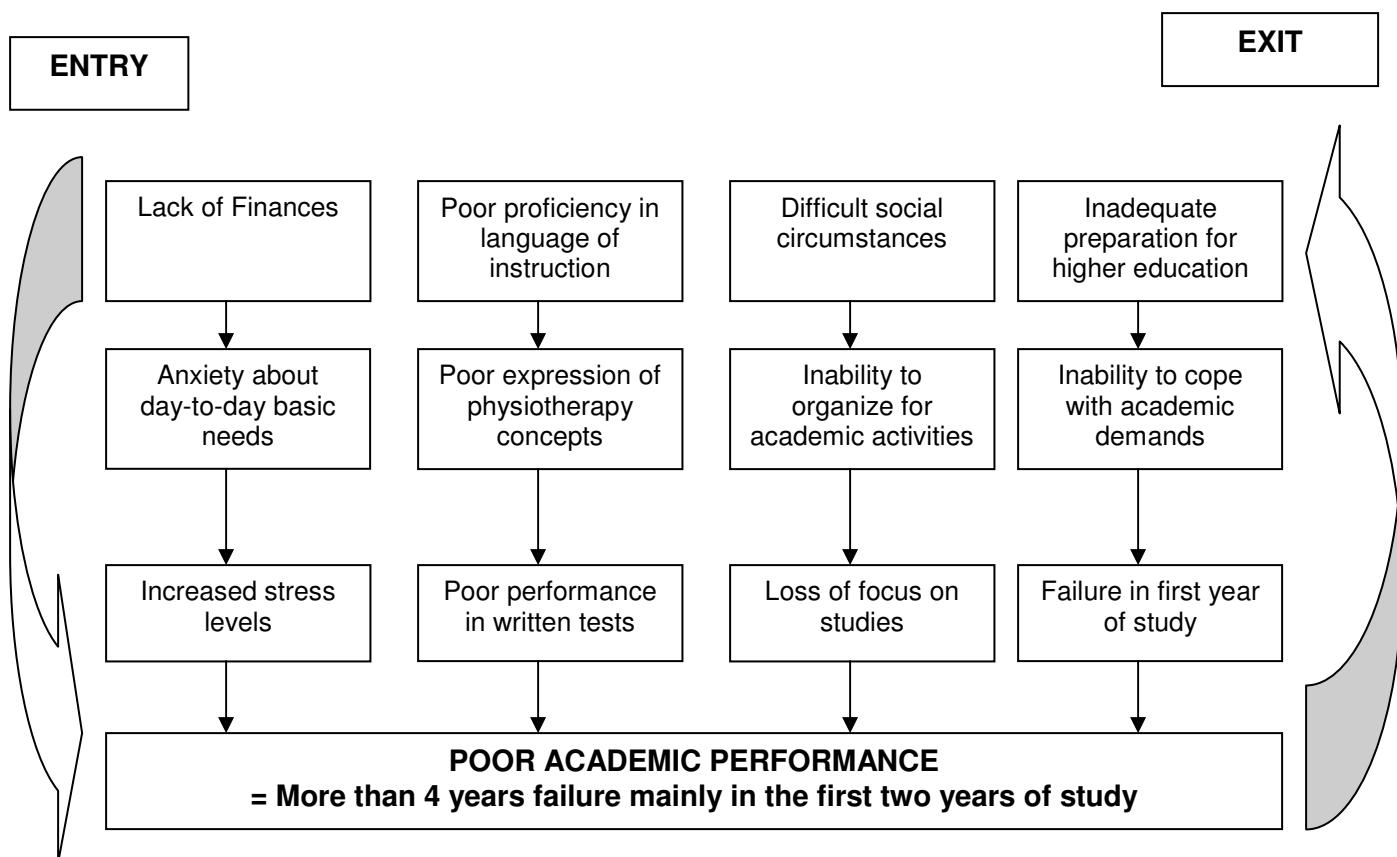 ENTRY
EXIT
Lack of Finances
Poor proficiency in
language of
instruction
Difficult social
circumstances
Inadequate
preparation for
higher education
Anxiety about
day-to-day basic
needs
Poor expression of
physiotherapy
concepts
Inability to
organize for
academic activities
Inability to cope
with academic
demands
Increased stress
levels
Poor performance
in written tests
Loss of focus on
studies
Failure in first year
of study
POOR ACADEMIC PERFORMANCE
= More than 4 years failure mainly in the first two years of study